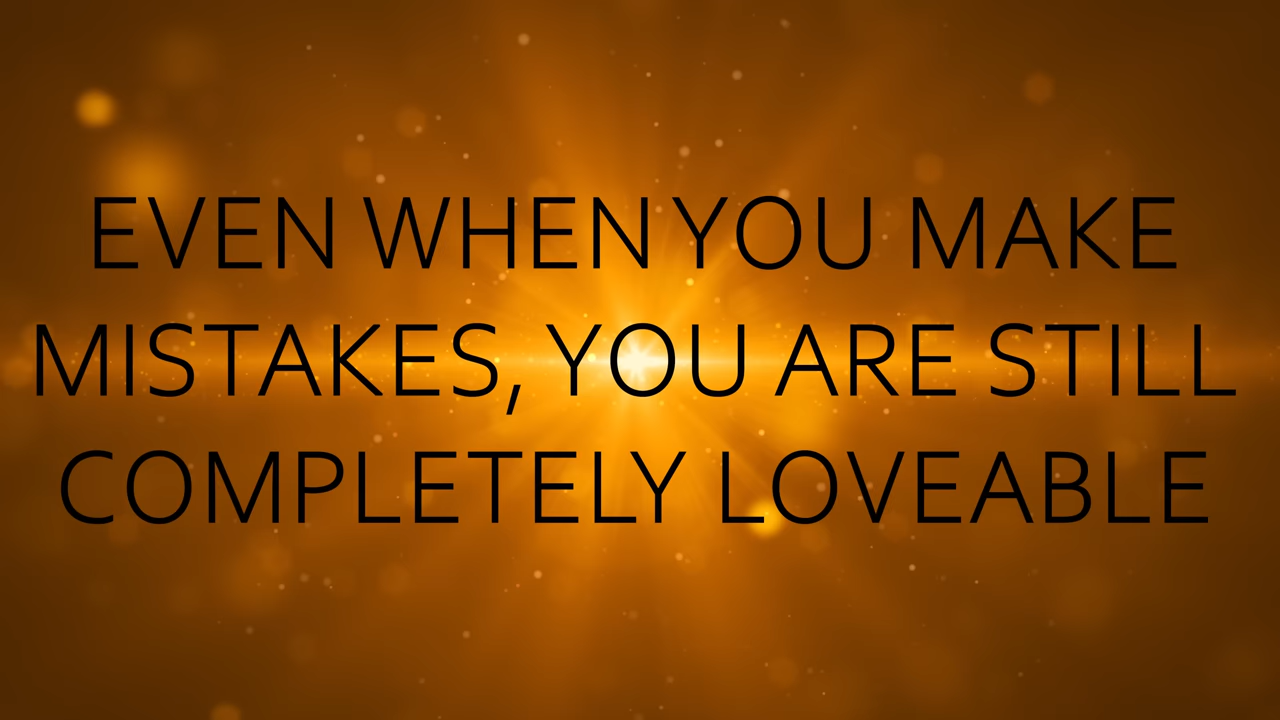 EVEN WHEN YOU MAKE
MISTAKES, YOU ARE STILL
COMPLETELY LOVEABLE